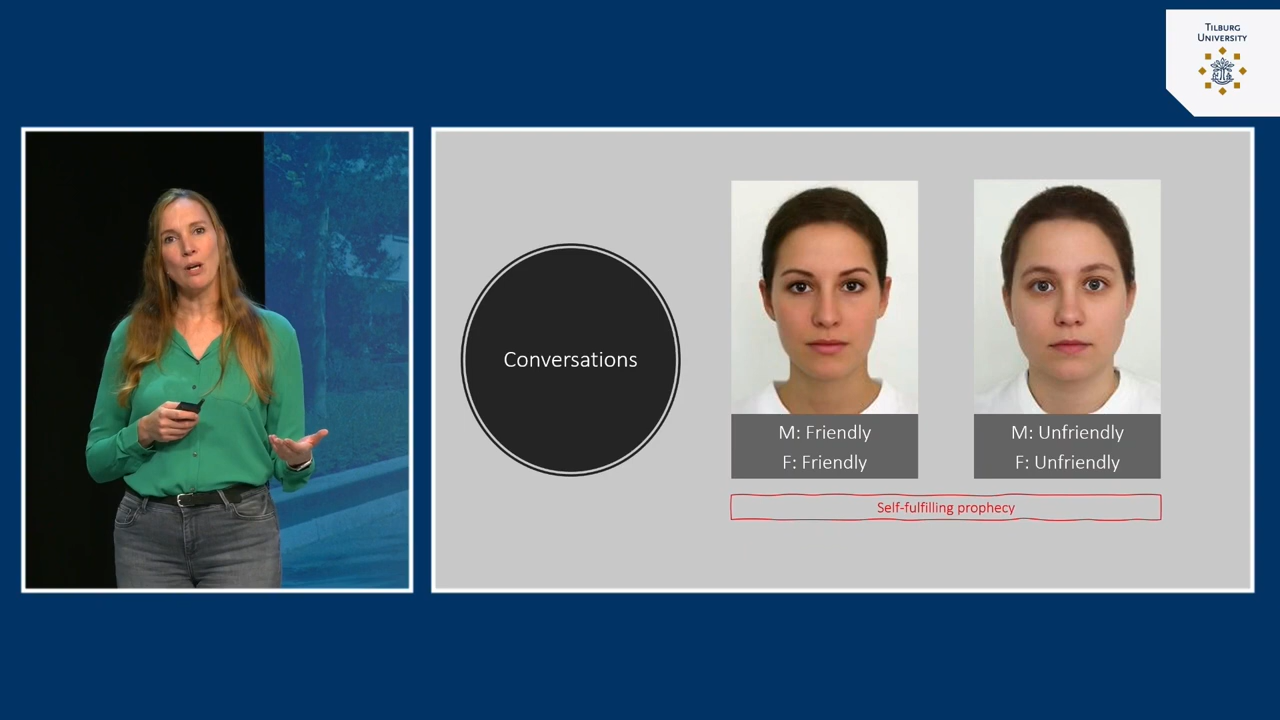 TILBURG
UNIVERSITY
Conversations
M: Friendly
F: Friendly
M: Unfriendly
F: Unfriendly
Self-fulfilling prophecy